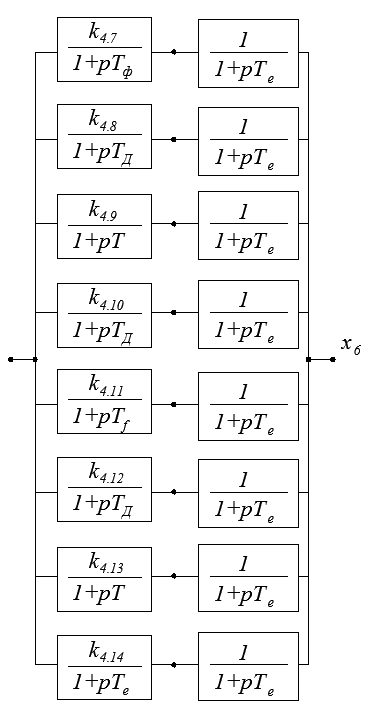 k4.7 1
1+pTф 1+pTe
k4.8 1
1+pTД 1+pTe
k4.9 1
1+pT 1+pTe
k4.10 1
1+pTД 1+pTe
x6
k4.11 1
1+pTf 1+pTe
k4.12 1
1+pTД 1+pTe
k4.13 1
1+pT 1+pTe
k4.14 1
1+pTe 1+pTe